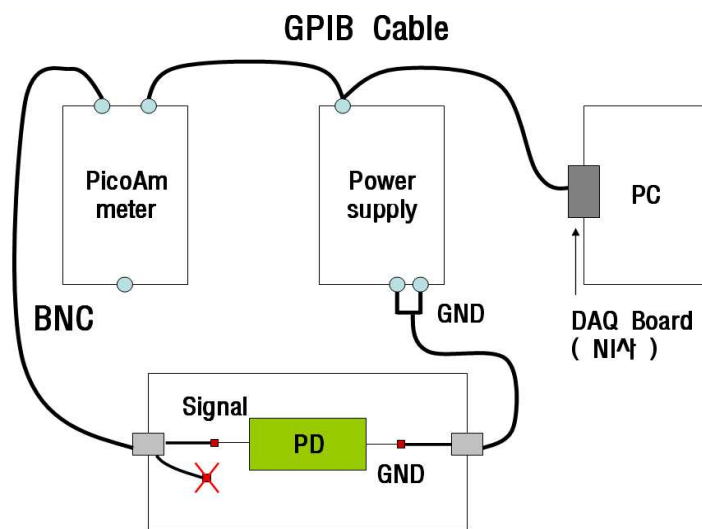 GPIB Cable
PicoAm
meter
Power
supply
PC
BNC
GND
DAQ Board
( NI사 )
Signal
PD
GND